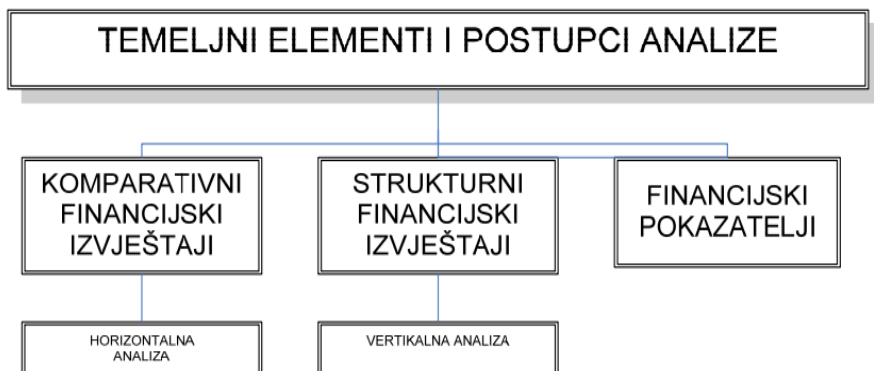 TEMELJNI ELEMENTI I POSTUPCI ANALIZE
KOMPARATIVNI
FINANCIJSKI
IZVJEŠTAJI
STRUKTURNI
FINANCIJSKI
IZVJEŠTAJI
FINANCIJSKI
POKAZATELJI
HORIZONTALNA
ANALIZA
VERTIKALNA ANALIZA